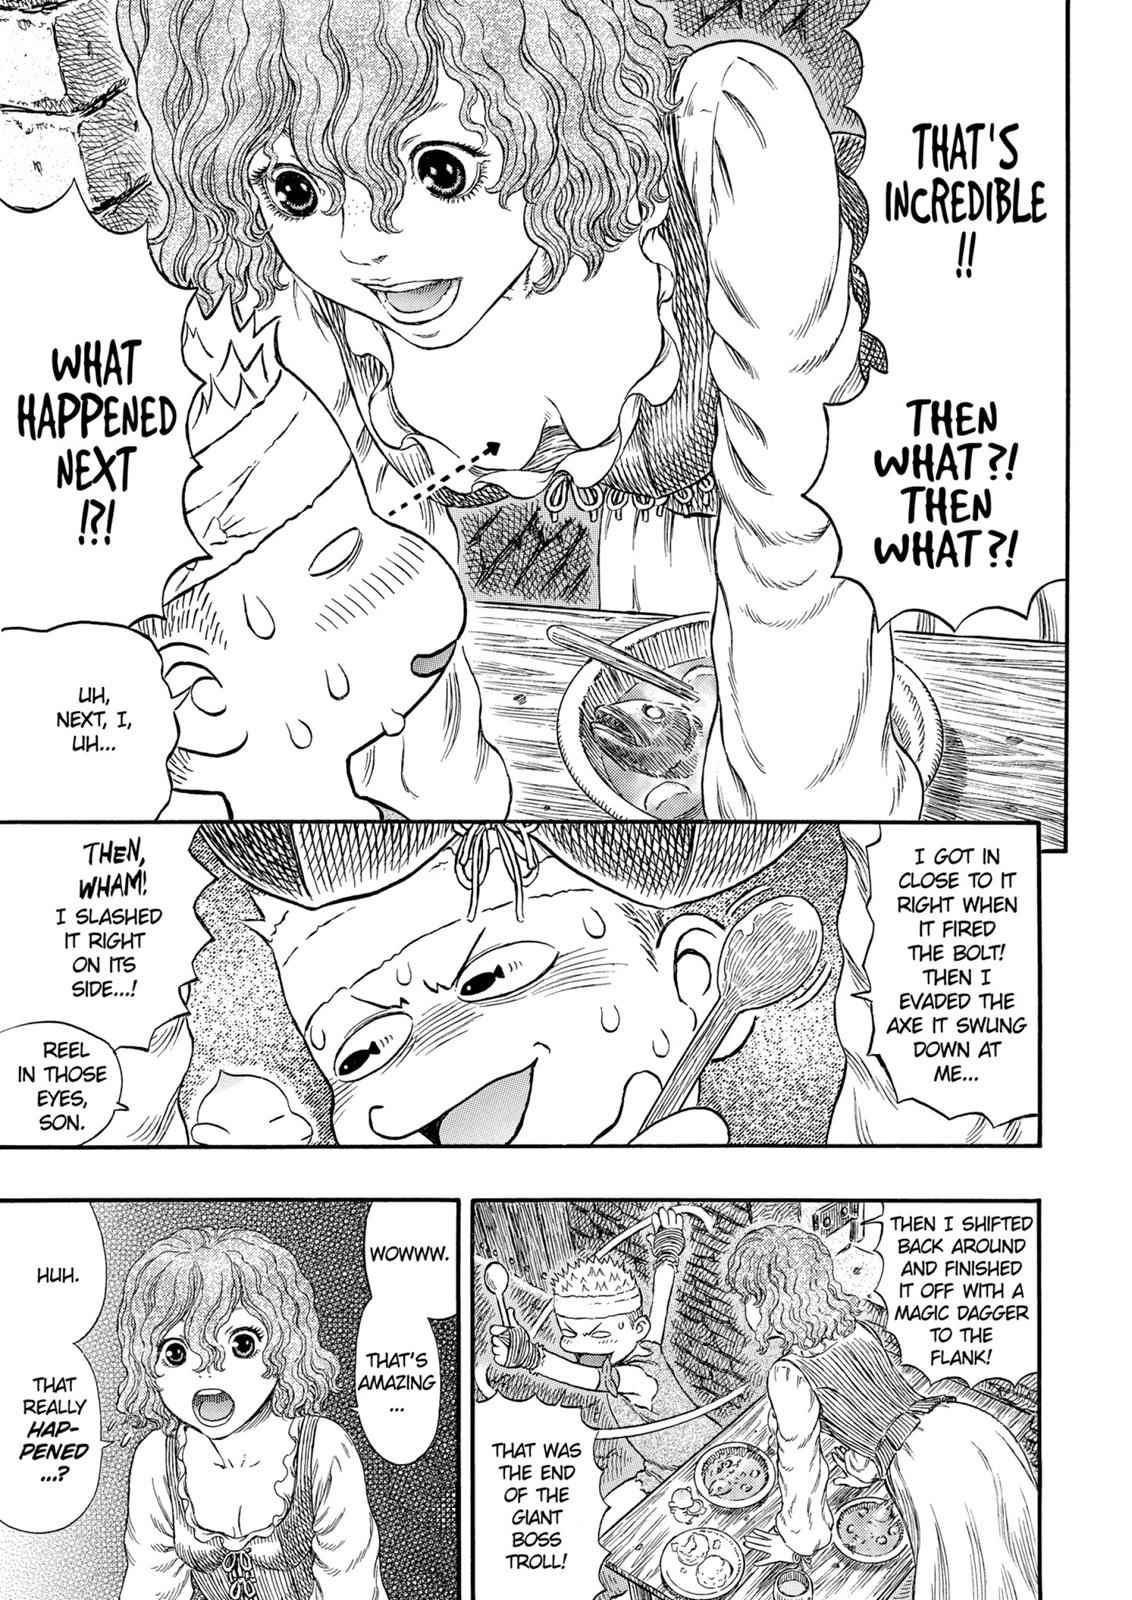 THAT'S
INCREDIBLE
!!
THEN
WHAT?!
THEN
WHAT?!
WHAT
HAPPENED
NEXT
!?!
UH,
NEXT, I,
UH...
I GOT IN
CLOSE TO IT
RIGHT WHEN
IT FIRED
THE BOLT!
THEN I
EVADED THE
AXE IT SWUNG
DOWN AT
ME...
THEN,
WHAM!
I SLASHED
IT RIGHT
ON ITS
SIDE...!
REEL
IN THOSE
EYES,
SON.
THEN I SHIFTED
BACK AROUND
AND FINISHED
IT OFF WITH A
MAGIC DAGGER
TO THE
FLANK!
THAT WAS
THE END
OF THE
GIANT
BOSS
TROLL!
WOWWW.
THAT'S
AMAZING
...
HUH.
THAT
REALLY
HAP-
PENED
...?